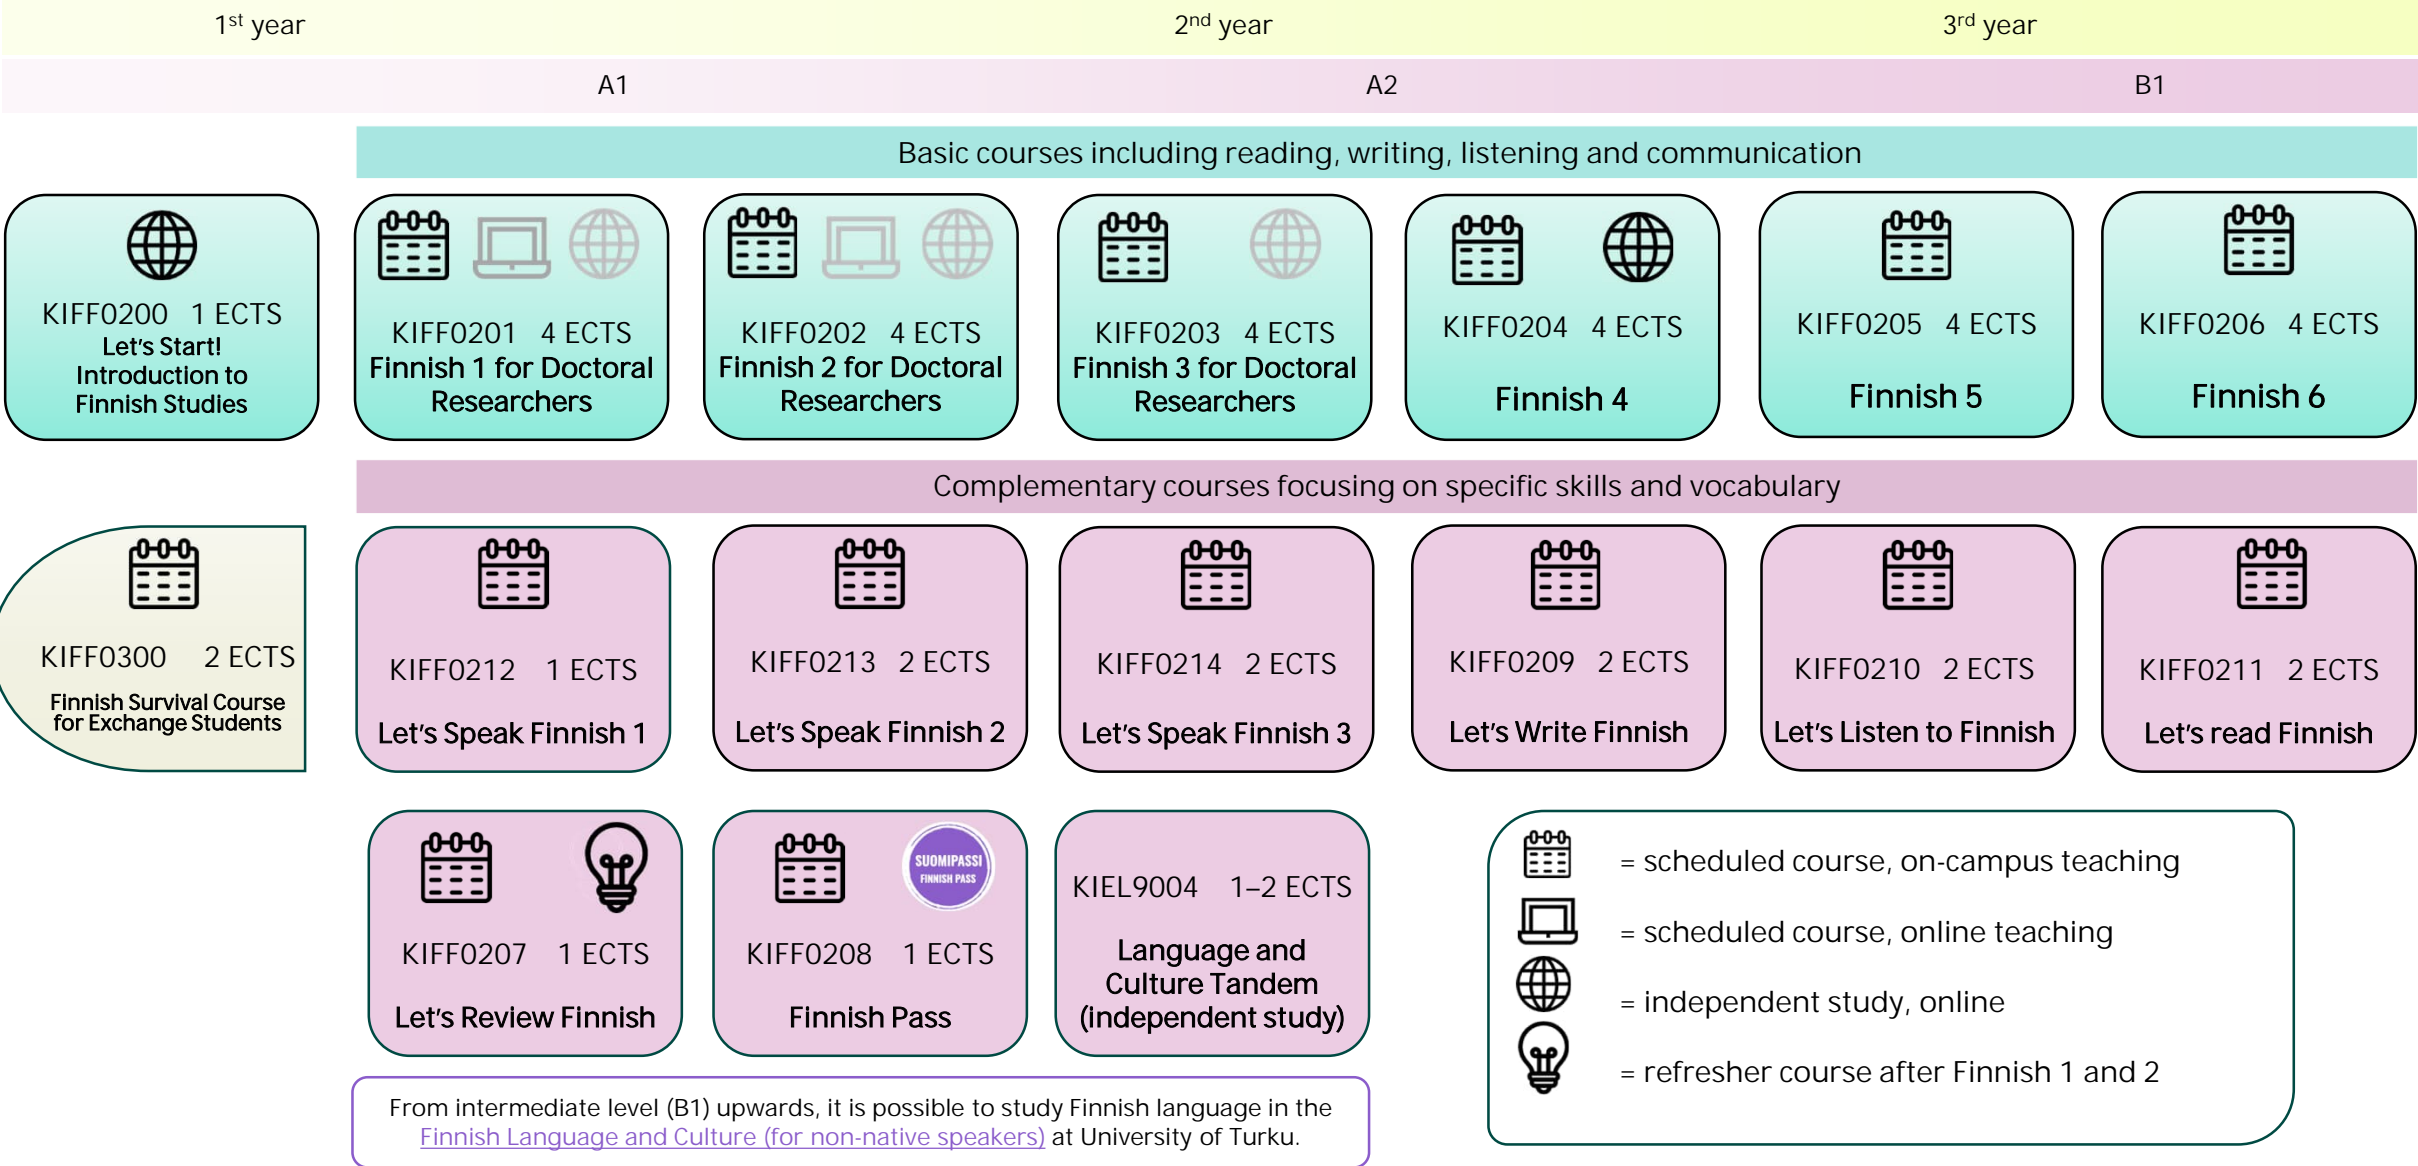 1st year
2nd year
3rd year
A1
A2
B1
Basic courses including reading, writing, listening and communication
KIFF0200 1 ECTS
Let's Start!
Introduction to
Finnish Studies
KIFF0201 4 ECTS
Finnish 1 for Doctoral
Researchers
KIFF0202 4 ECTS
Finnish 2 for Doctoral
Researchers
KIFF0203 4 ECTS
Finnish 3 for Doctoral
Researchers
KIFF0204 4 ECTS
Finnish 4
KIFF0205 4 ECTS
Finnish 5
KIFF0206 4 ECTS
Finnish 6
Complementary courses focusing on specific skills and vocabulary
KIFF0300 2 ECTS
Finnish Survival Course
for Exchange Students
KIFF0212 1 ECTS
Let's Speak Finnish 1
KIFF0213 2 ECTS
Let's Speak Finnish 2
KIFF0214 2 ECTS
Let's Speak Finnish 3
KIFF0209 2 ECTS
Let's Write Finnish
KIFF0210 2 ECTS
Let's Listen to Finnish
KIFF0211 2 ECTS
Let's read Finnish
KIFF0207 1 ECTS
Let's Review Finnish
SUOMIPASSI
FINNISH PASS
KIFF0208 1 ECTS
Finnish Pass
KIEL9004 1–2 ECTS
Language and
Culture Tandem
(independent study)
= scheduled course, on-campus teaching
= scheduled course, online teaching
= independent study, online
= refresher course after Finnish 1 and 2
From intermediate level (B1) upwards, it is possible to study Finnish language in the
Finnish Language and Culture (for non-native speakers) at University of Turku.